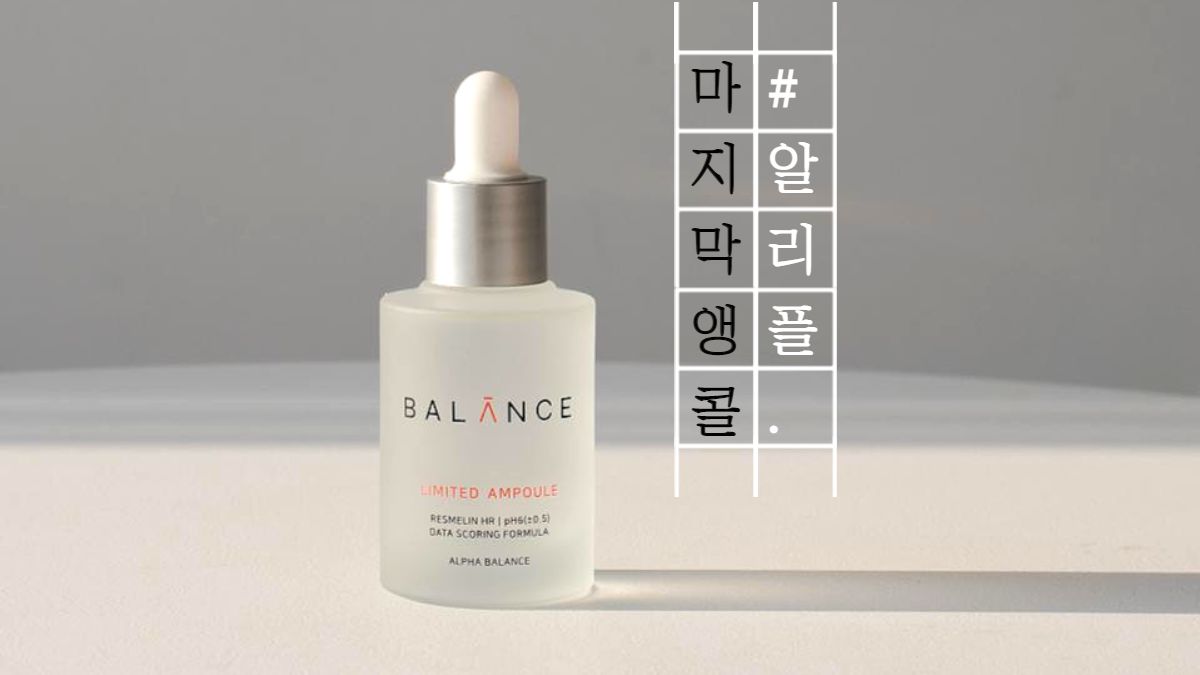 #알리플.
마지막앵콜
BALĀNCE
LIMITED AMPOULE
RESMELIN HR | pH6(±0.5)
DATA SCORING FORMULA
ALPHA BALANCE